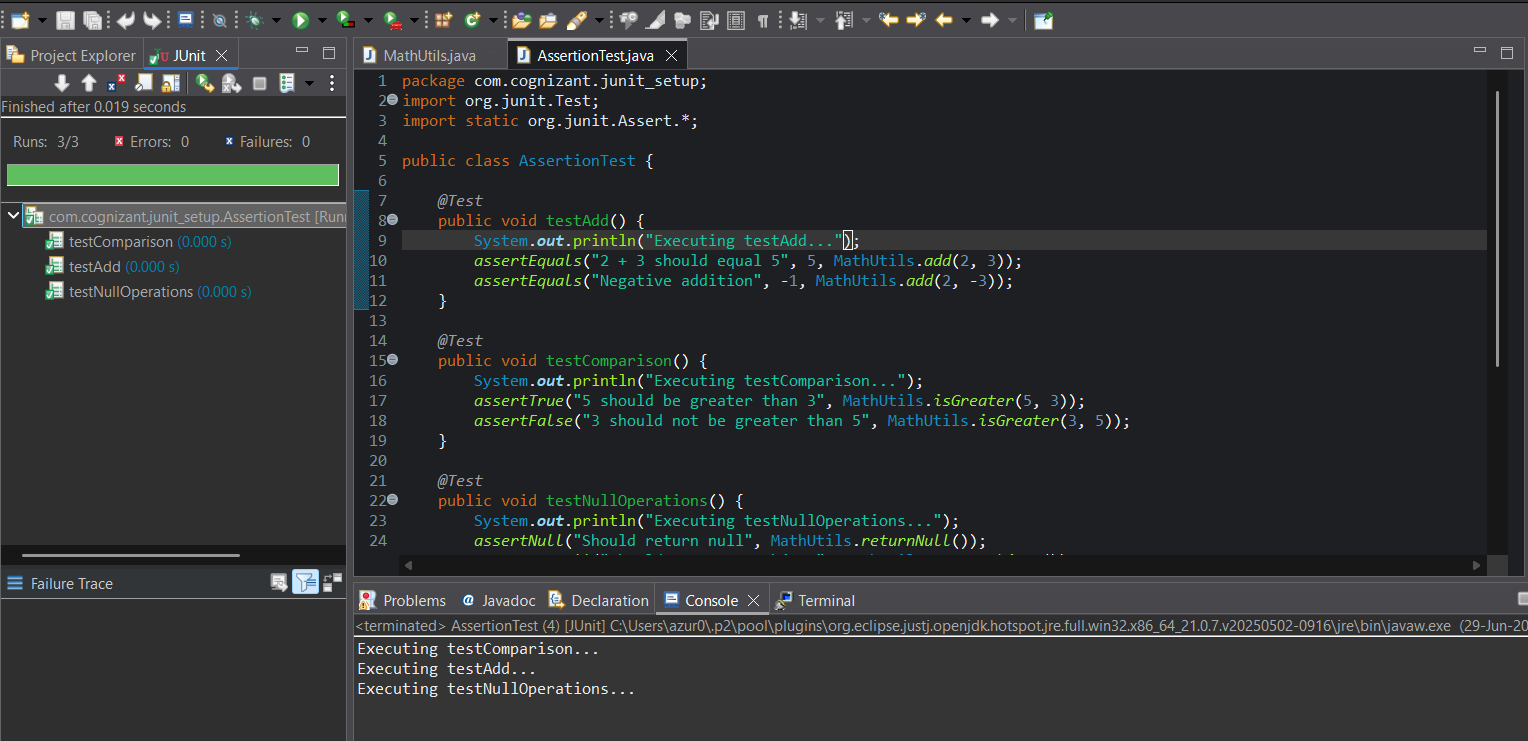 Project Explorer
JUnit
Finished after 0.019 seconds
Runs: 3/3 Errors: 0 Failures: 0
com.cognizant.junit_setup.AssertionTest [Runn
testComparison (0.000 s)
testAdd (0.000 s)
testNullOperations (0.000 s)
Failure Trace
MathUtils.java
AssertionTest.java
1 package com.cognizant.junit_setup;
2 import org.junit.Test;
3 import static org.junit.Assert.*;
4
5 public class AssertionTest {
6
7 @Test
8 public void testAdd() {
9 System.out.println("Executing testAdd...");
10 assertEquals("2 + 3 should equal 5", 5, MathUtils.add(2, 3));
11 assertEquals("Negative addition", -1, MathUtils.add(2, -3));
12 }
13
14 @Test
15 public void testComparison() {
16 System.out.println("Executing testComparison...");
17 assertTrue("5 should be greater than 3", MathUtils.isGreater(5, 3));
18 assertFalse("3 should not be greater than 5", MathUtils.isGreater(3, 5));
19 }
20
21 @Test
22 public void testNullOperations() {
23 System.out.println("Executing testNullOperations...");
24 assertNull("Should return null", MathUtils.returnNull());
Problems
Javadoc
Declaration
Console
Terminal
<terminated> AssertionTest (4) [JUnit] C:\Users\azur0\.p2\pool\plugins\org.eclipse.justj.openjdk.hotspot.jre.full.win32.x86_64_21.0.7.v20250502-0916\jre\bin\javaw.exe (29-Jun-20
Executing testComparison...
Executing testAdd...
Executing testNullOperations...